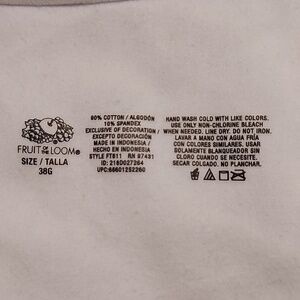 FRUIT OF THE LOOM®
SIZE / TALLA
38G
90% COTTON / ALGODÓN
10% SPANDEX
EXCLUSIVE OF DECORATION /
EXCEPTO DECORACIÓN
MADE IN INDONESIA /
HECHO EN INDONESIA
STYLE FT811 RN 97431
ID: 218D027264
UPC:66601252260
HAND WASH COLD WITH LIKE COLORS.
USE ONLY NON-CHLORINE BLEACH
WHEN NEEDED. LINE DRY. DO NOT IRON.
LAVAR A MANO CON AGUA FRÍA
CON COLORES SIMILARES. USAR
SOLAMENTE BLANQUEADOR SIN
CLORO CUANDO SE NECESITE.
SECAR COLGADO. NO PLANCHAR.